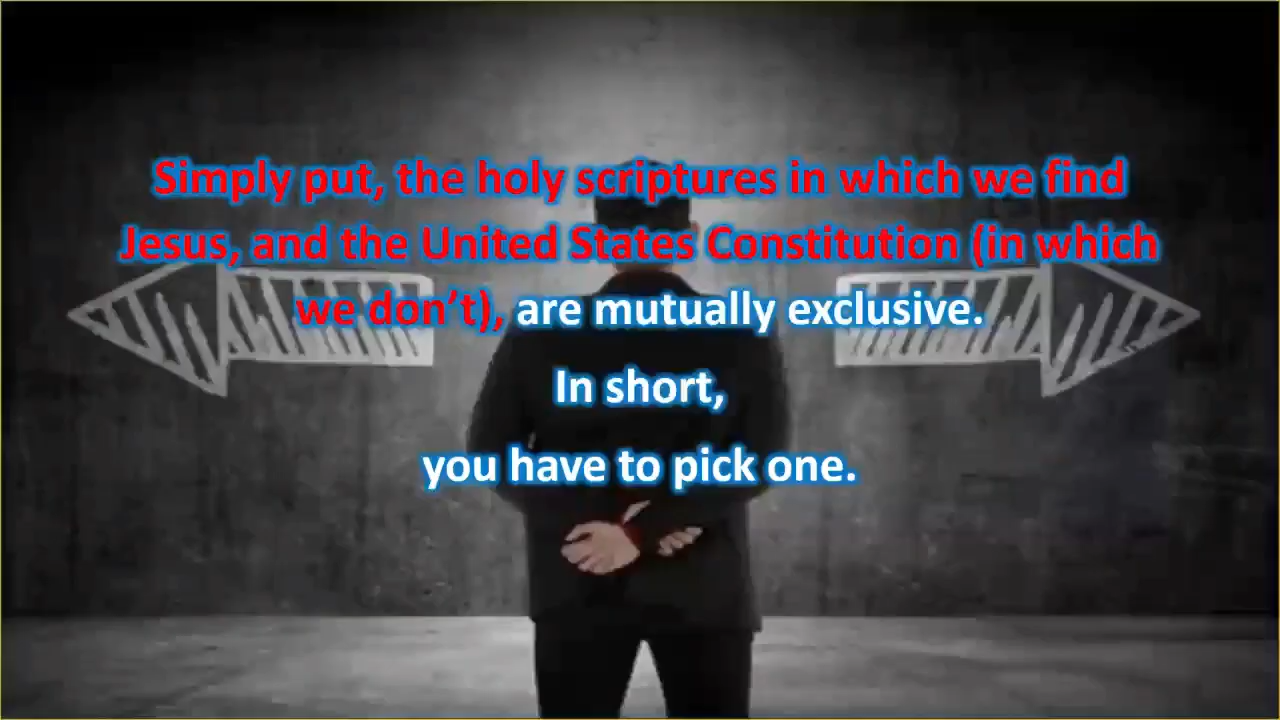 Simply put, the holy scriptures in which we find
Jesus, and the United States Constitution (in which
we don’t), are mutually exclusive.
In short,
you have to pick one.